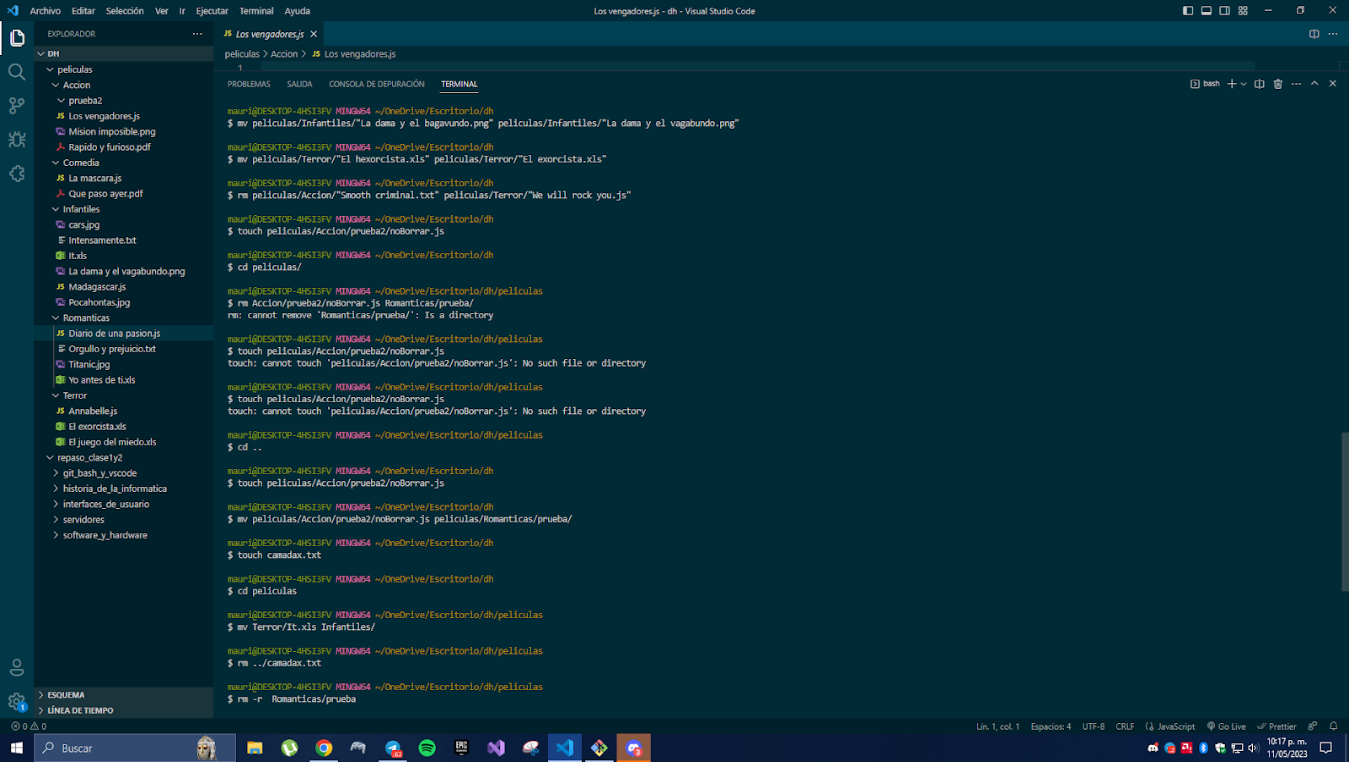 Archivo Editar Selección Ver Ir Ejecutar Terminal Ayuda
Los vengadores.js - dh - Visual Studio Code
EXPLORADOR
DH
peliculas
Accion
prueba2
Los vengadores.js
Mision imposible.png
Rapido y furioso.pdf
Comedia
La mascara.js
Que paso ayer.pdf
Infantiles
cars.jpg
Intensamente.txt
It.xls
La dama y el vagabundo.png
Madagascar.js
Pocahontas.jpg
Romanticas
Diario de una pasion.js
Orgullo y prejuicio.txt
Titanic.jpg
Yo antes de ti.xls
Terror
Annabelle.js
El exorcista.xls
El juego del miedo.xls
repaso_clase1y2
git_bash_y_vscode
historia_de_la_informatica
interfaces_de_usuario
servidores
software_y_hardware
ESQUEMA
LÍNEA DE TIEMPO
JS Los vengadores.js
peliculas > Accion > JS Los vengadores.js
1
PROBLEMAS SALIDA CONSOLA DE DEPURACIÓN TERMINAL
bash
mauri@DESKTOP-4HSI3FV MINGW64 ~/OneDrive/Escritorio/dh
$ mv peliculas/Infantiles/"La dama y el bagavundo.png" peliculas/Infantiles/"La dama y el vagabundo.png"
mauri@DESKTOP-4HSI3FV MINGW64 ~/OneDrive/Escritorio/dh
$ mv peliculas/Terror/"El hexorcista.xls" peliculas/Terror/"El exorcista.xls"
mauri@DESKTOP-4HSI3FV MINGW64 ~/OneDrive/Escritorio/dh
$ rm peliculas/Accion/"Smooth criminal.txt" peliculas/Terror/"We will rock you.js"
mauri@DESKTOP-4HSI3FV MINGW64 ~/OneDrive/Escritorio/dh
$ touch peliculas/Accion/prueba2/noBorrar.js
mauri@DESKTOP-4HSI3FV MINGW64 ~/OneDrive/Escritorio/dh
$ cd peliculas/
mauri@DESKTOP-4HSI3FV MINGW64 ~/OneDrive/Escritorio/dh/peliculas
$ rm Accion/prueba2/noBorrar.js Romanticas/prueba/
rm: cannot remove 'Romanticas/prueba/': Is a directory
mauri@DESKTOP-4HSI3FV MINGW64 ~/OneDrive/Escritorio/dh/peliculas
$ touch peliculas/Accion/prueba2/noBorrar.js
touch: cannot touch 'peliculas/Accion/prueba2/noBorrar.js': No such file or directory
mauri@DESKTOP-4HSI3FV MINGW64 ~/OneDrive/Escritorio/dh/peliculas
$ touch peliculas/Accion/prueba2/noBorrar.js
touch: cannot touch 'peliculas/Accion/prueba2/noBorrar.js': No such file or directory
mauri@DESKTOP-4HSI3FV MINGW64 ~/OneDrive/Escritorio/dh/peliculas
$ cd ..
mauri@DESKTOP-4HSI3FV MINGW64 ~/OneDrive/Escritorio/dh
$ touch peliculas/Accion/prueba2/noBorrar.js
mauri@DESKTOP-4HSI3FV MINGW64 ~/OneDrive/Escritorio/dh
$ mv peliculas/Accion/prueba2/noBorrar.js peliculas/Romanticas/prueba/
mauri@DESKTOP-4HSI3FV MINGW64 ~/OneDrive/Escritorio/dh
$ touch camadax.txt
mauri@DESKTOP-4HSI3FV MINGW64 ~/OneDrive/Escritorio/dh
$ cd peliculas
mauri@DESKTOP-4HSI3FV MINGW64 ~/OneDrive/Escritorio/dh/peliculas
$ mv Terror/It.xls Infantiles/
mauri@DESKTOP-4HSI3FV MINGW64 ~/OneDrive/Escritorio/dh/peliculas
$ rm ../camadax.txt
mauri@DESKTOP-4HSI3FV MINGW64 ~/OneDrive/Escritorio/dh/peliculas
$ rm -r  Romanticas/prueba
0 0 Lín. 1, col. 1 Espacios: 4 UTF-8 CRLF JavaScript Go Live Prettier
Buscar
10:17 p. m.
11/05/2023